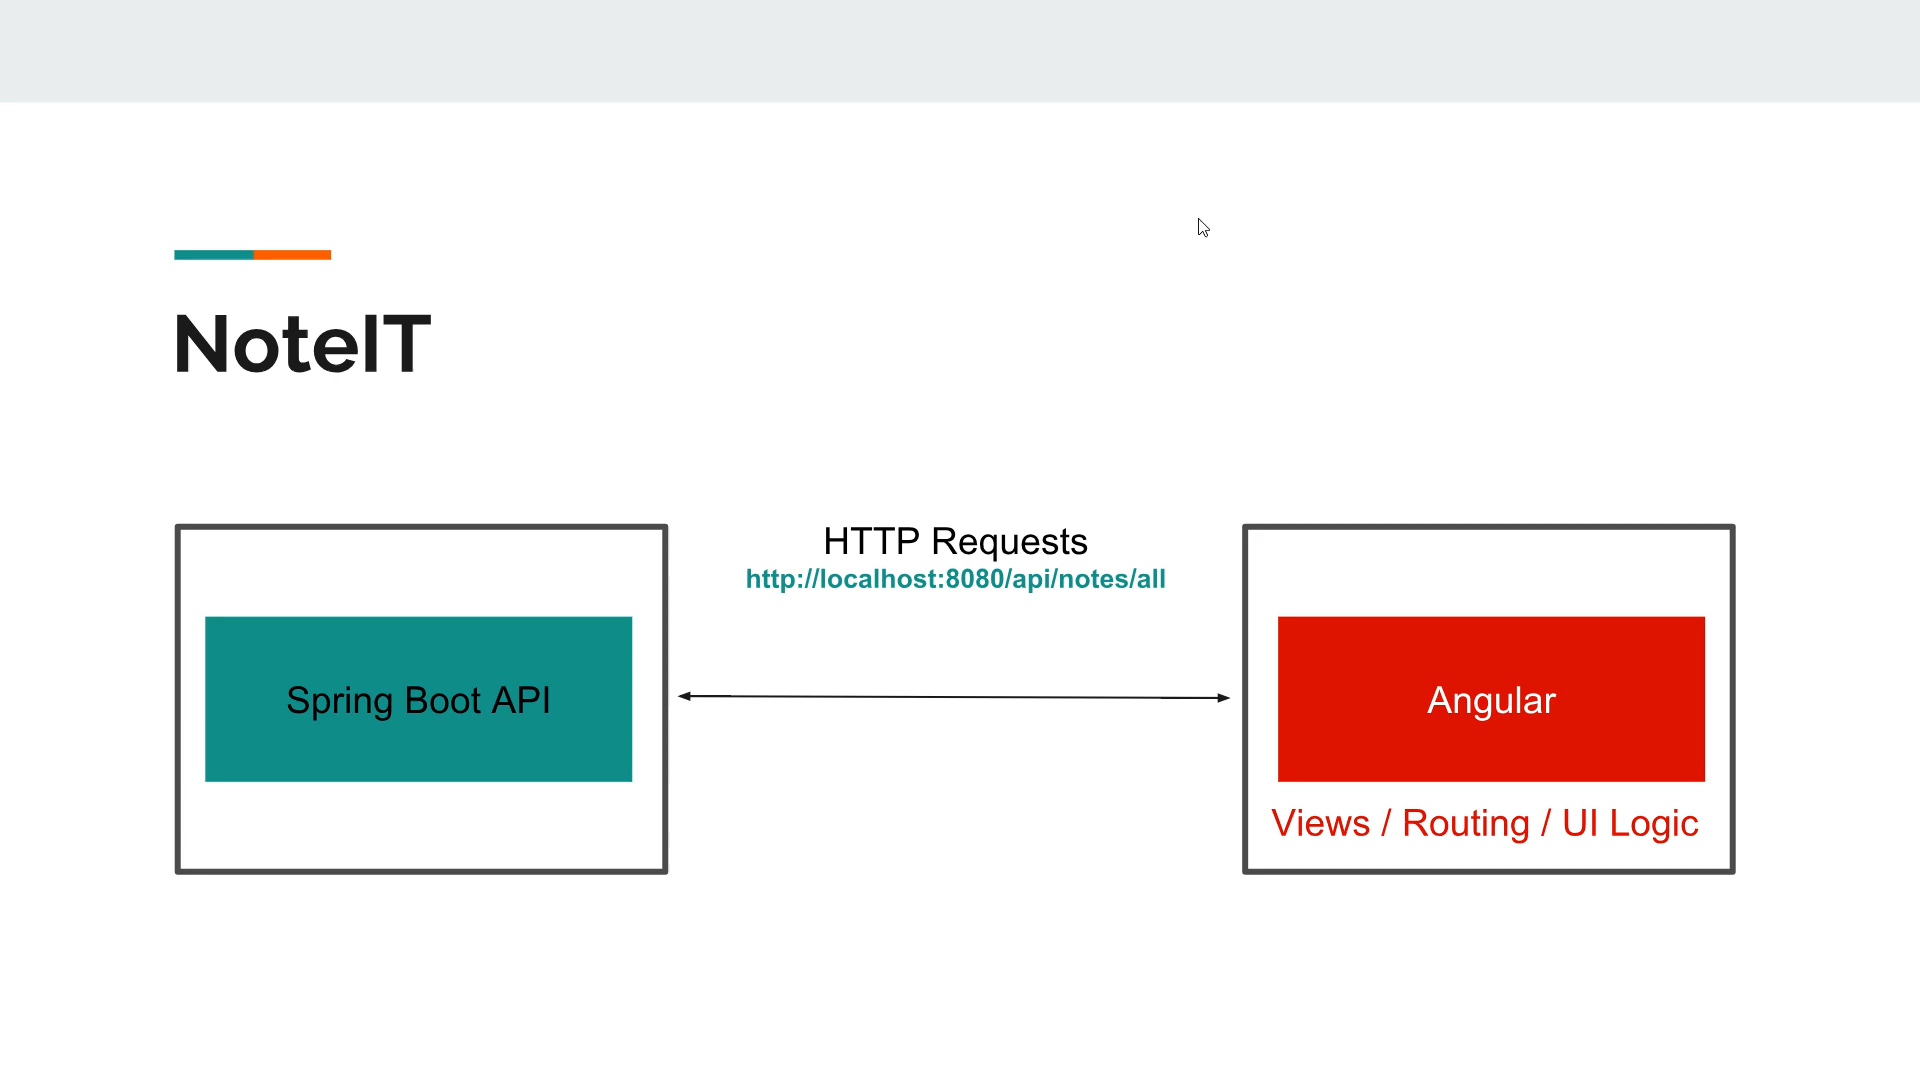 NoteIT
HTTP Requests
http://localhost:8080/api/notes/all
Spring Boot API
Angular
Views / Routing / UI Logic